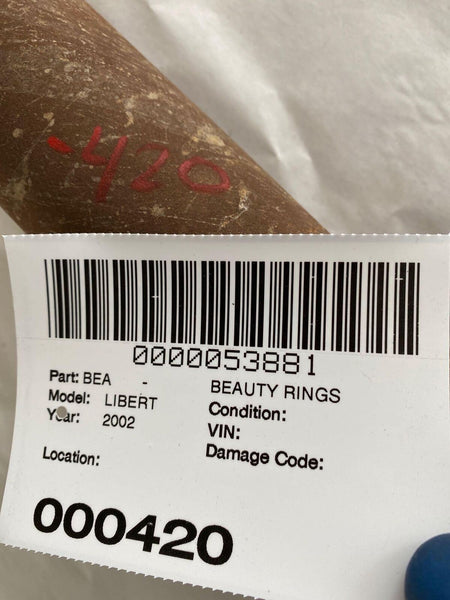 -420
0000053881
Part: BEA - BEAUTY RINGS
Model: LIBERT Condition:
Year: 2002 VIN:
Location: Damage Code:
000420